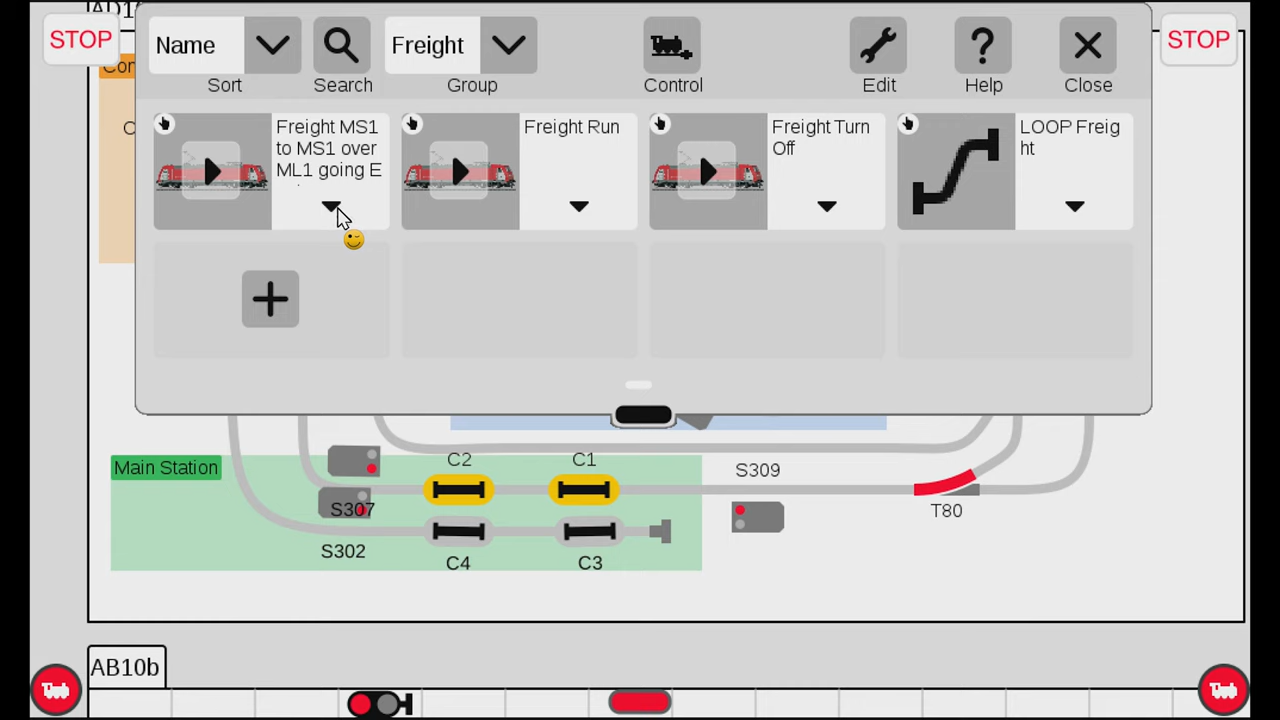 STOP
Name
Freight
STOP
Sort
Search
Group
Control
Edit
Help
Close
Freight MS1
to MS1 over
ML1 going E
Freight Run
Freight Turn
Off
LOOP Freig
ht
Main Station
C2
C1
S309
S307
T80
S302
C4
C3
AB10b